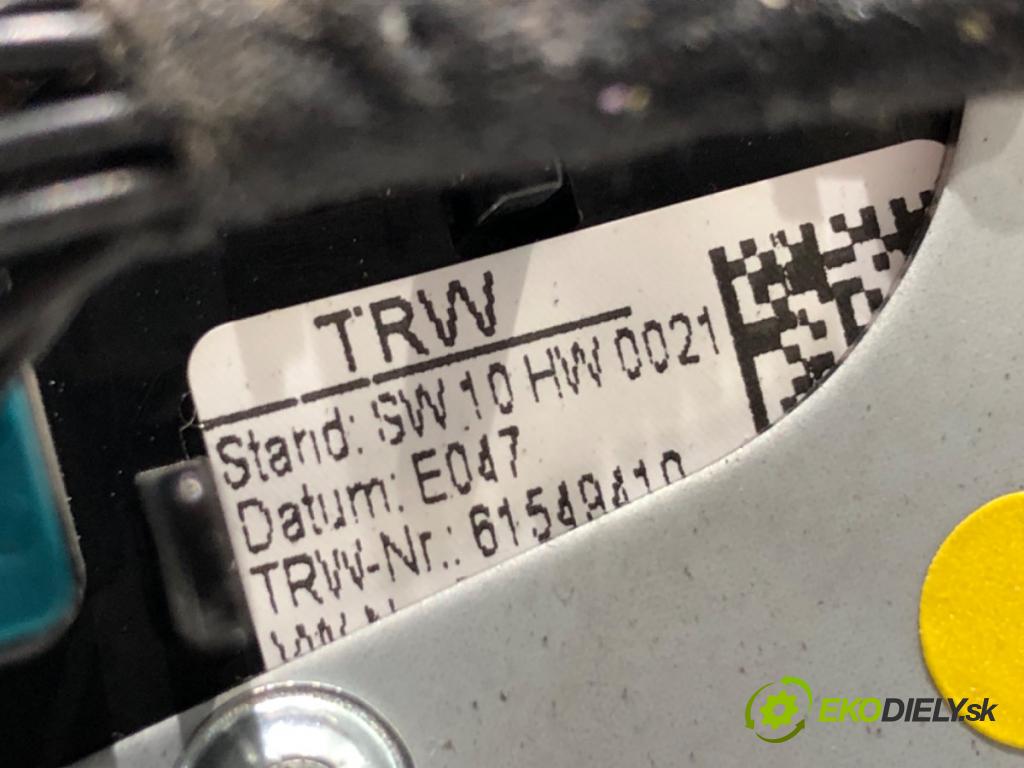 TRW
Stand: SW 10 HW 0021
Datum: E047
TRW-Nr.: 61549410
EKODIELY.sk